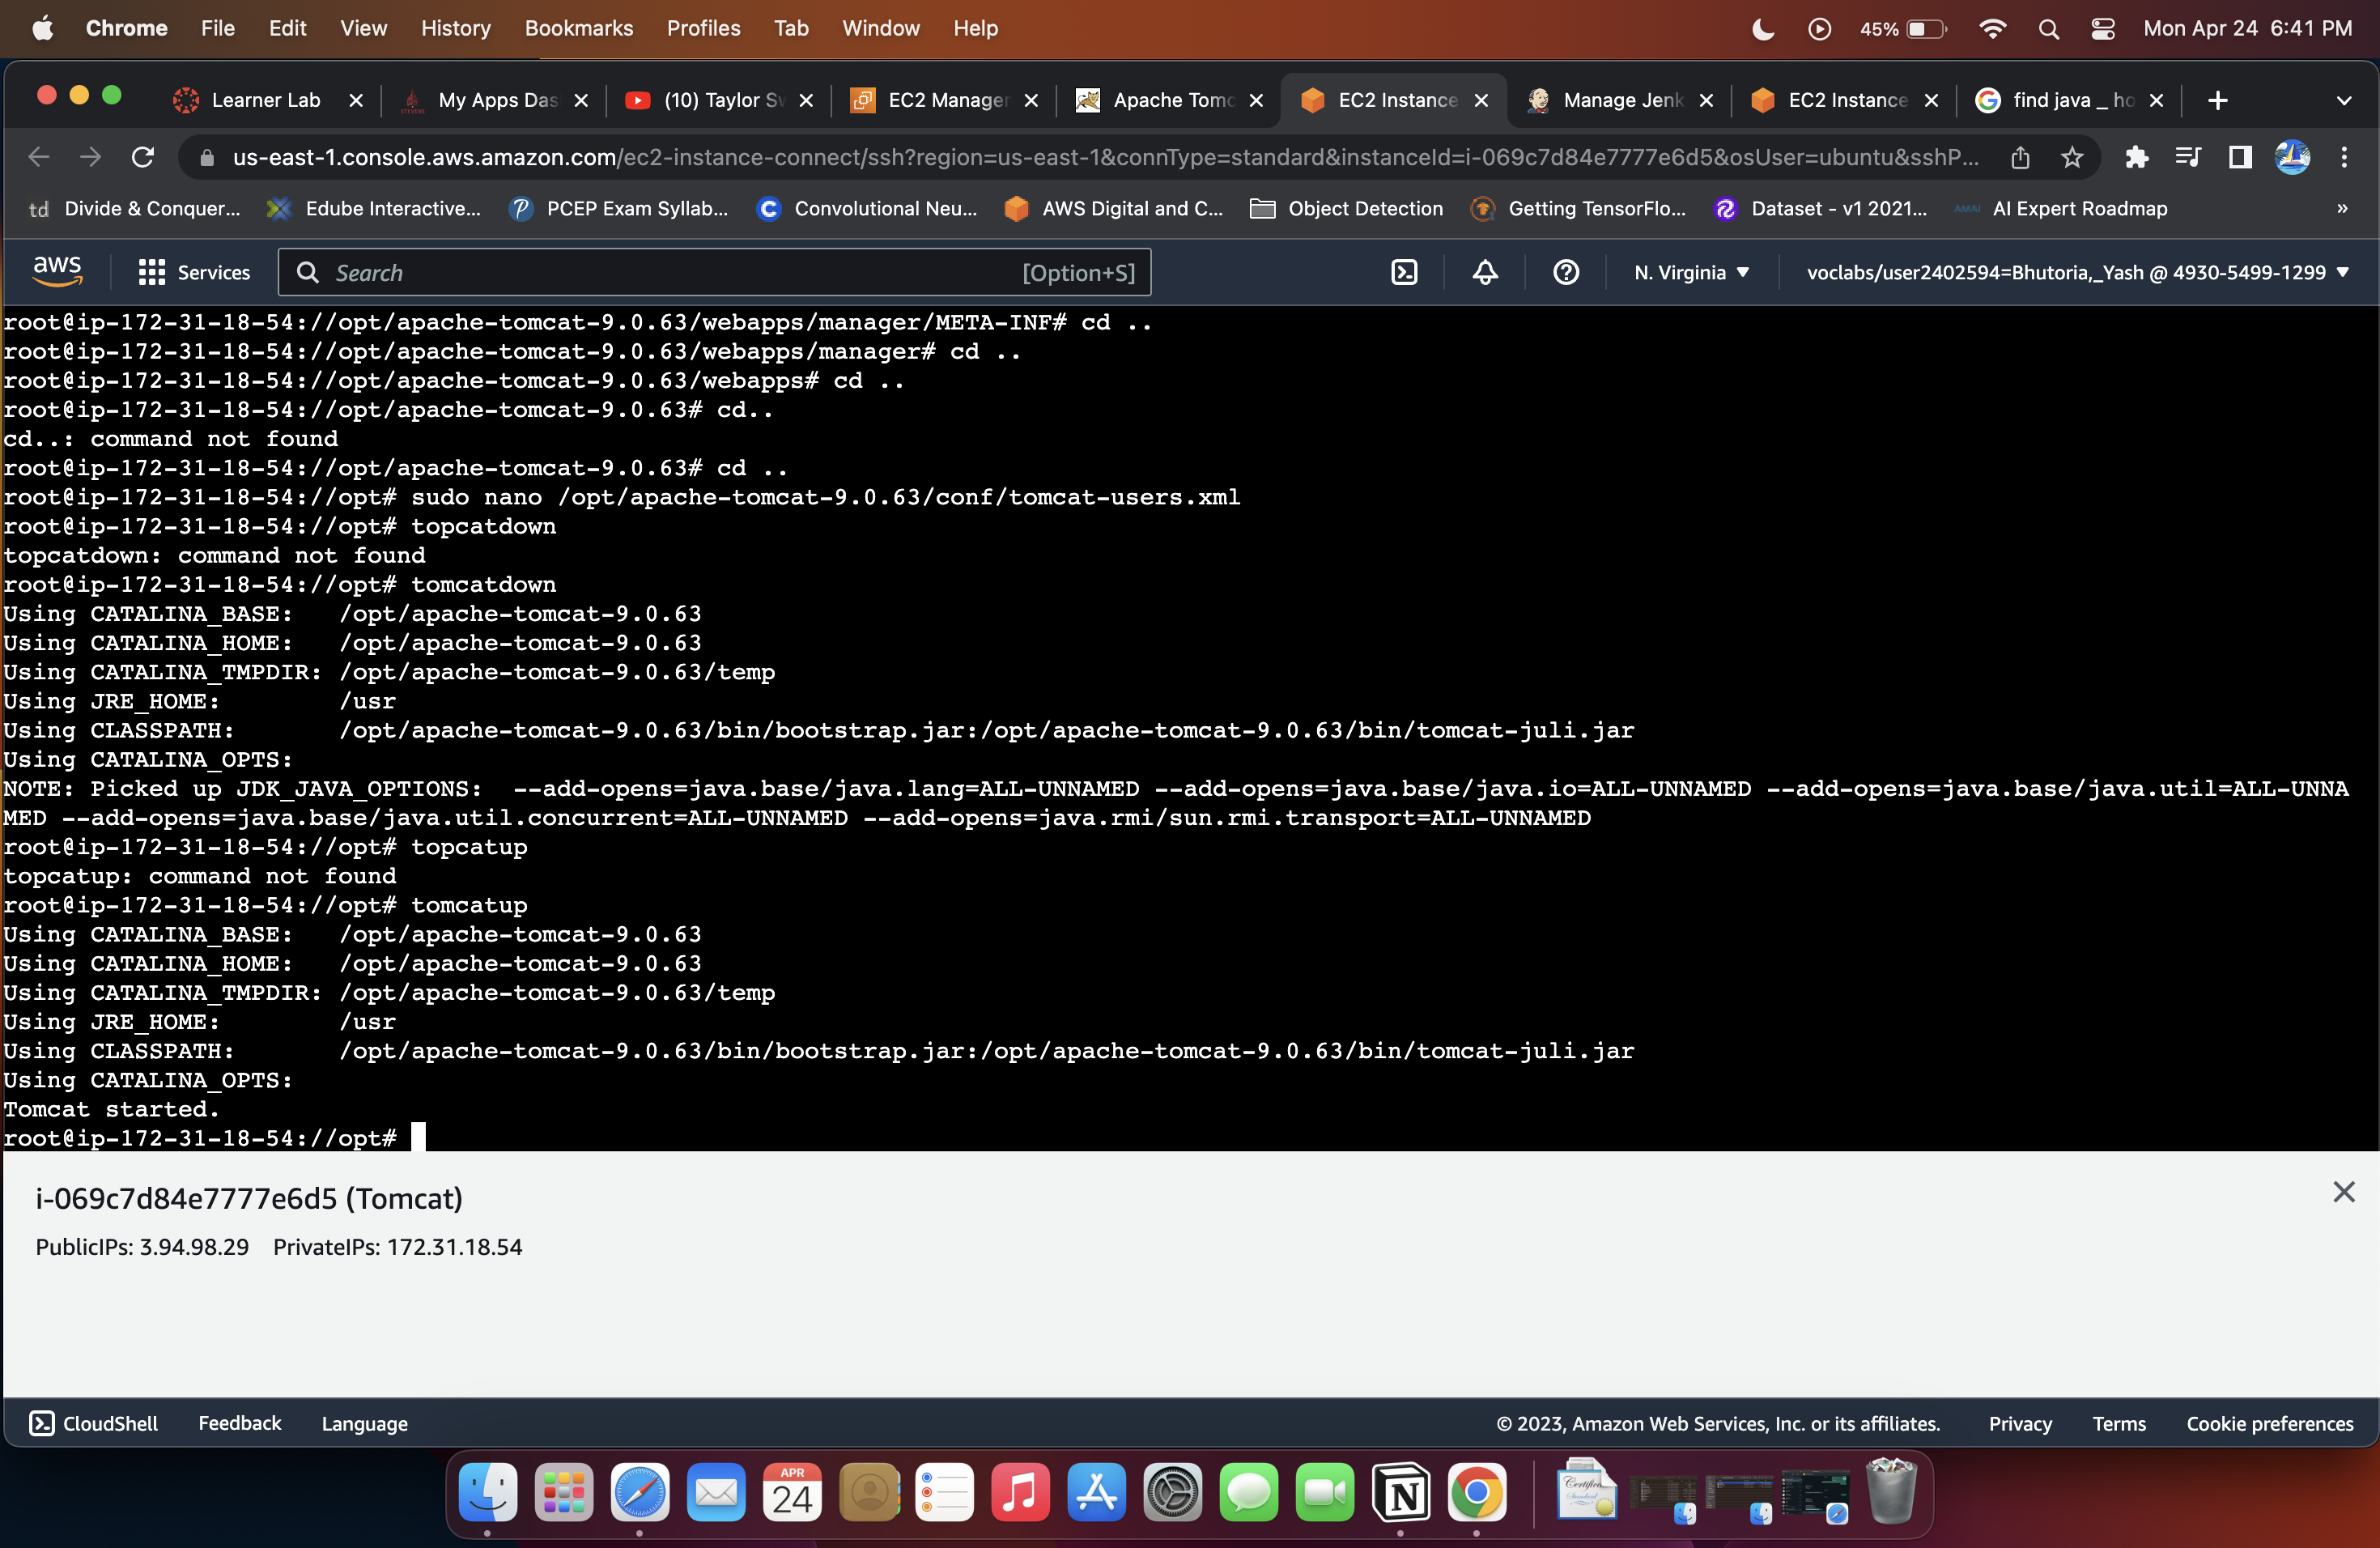 Chrome File Edit View History Bookmarks Profiles Tab Window Help 45% Mon Apr 24 6:41 PM
Learner Lab My Apps Das (10) Taylor Sw EC2 Manager Apache Tomc EC2 Instance Manage Jenk EC2 Instance find java _ ho
us-east-1.console.aws.amazon.com/ec2-instance-connect/ssh?region=us-east-1&connType=standard&instanceId=i-069c7d84e7777e6d5&osUser=ubuntu&sshP...
td Divide & Conquer... Edube Interactive... PCEP Exam Syllab... Convolutional Neu... AWS Digital and C... Object Detection Getting TensorFlo... Dataset - v1 2021... AMAI AI Expert Roadmap »
aws Services Search [Option+S] N. Virginia voclabs/user2402594=Bhutoria,_Yash @ 4930-5499-1299
root@ip-172-31-18-54://opt/apache-tomcat-9.0.63/webapps/manager/META-INF# cd ..
root@ip-172-31-18-54://opt/apache-tomcat-9.0.63/webapps/manager# cd ..
root@ip-172-31-18-54://opt/apache-tomcat-9.0.63/webapps# cd ..
root@ip-172-31-18-54://opt/apache-tomcat-9.0.63# cd..
cd..: command not found
root@ip-172-31-18-54://opt/apache-tomcat-9.0.63# cd ..
root@ip-172-31-18-54://opt# sudo nano /opt/apache-tomcat-9.0.63/conf/tomcat-users.xml
root@ip-172-31-18-54://opt# topcatdown
topcatdown: command not found
root@ip-172-31-18-54://opt# tomcatdown
Using CATALINA_BASE:   /opt/apache-tomcat-9.0.63
Using CATALINA_HOME:   /opt/apache-tomcat-9.0.63
Using CATALINA_TMPDIR: /opt/apache-tomcat-9.0.63/temp
Using JRE_HOME:        /usr
Using CLASSPATH:       /opt/apache-tomcat-9.0.63/bin/bootstrap.jar:/opt/apache-tomcat-9.0.63/bin/tomcat-juli.jar
Using CATALINA_OPTS:
NOTE: Picked up JDK_JAVA_OPTIONS:  --add-opens=java.base/java.lang=ALL-UNNAMED --add-opens=java.base/java.io=ALL-UNNAMED --add-opens=java.base/java.util=ALL-UNNA
MED --add-opens=java.base/java.util.concurrent=ALL-UNNAMED --add-opens=java.rmi/sun.rmi.transport=ALL-UNNAMED
root@ip-172-31-18-54://opt# topcatup
topcatup: command not found
root@ip-172-31-18-54://opt# tomcatup
Using CATALINA_BASE:   /opt/apache-tomcat-9.0.63
Using CATALINA_HOME:   /opt/apache-tomcat-9.0.63
Using CATALINA_TMPDIR: /opt/apache-tomcat-9.0.63/temp
Using JRE_HOME:        /usr
Using CLASSPATH:       /opt/apache-tomcat-9.0.63/bin/bootstrap.jar:/opt/apache-tomcat-9.0.63/bin/tomcat-juli.jar
Using CATALINA_OPTS:
Tomcat started.
root@ip-172-31-18-54://opt#
i-069c7d84e7777e6d5 (Tomcat)
PublicIPs: 3.94.98.29 PrivateIPs: 172.31.18.54
CloudShell Feedback Language © 2023, Amazon Web Services, Inc. or its affiliates. Privacy Terms Cookie preferences
APR
24